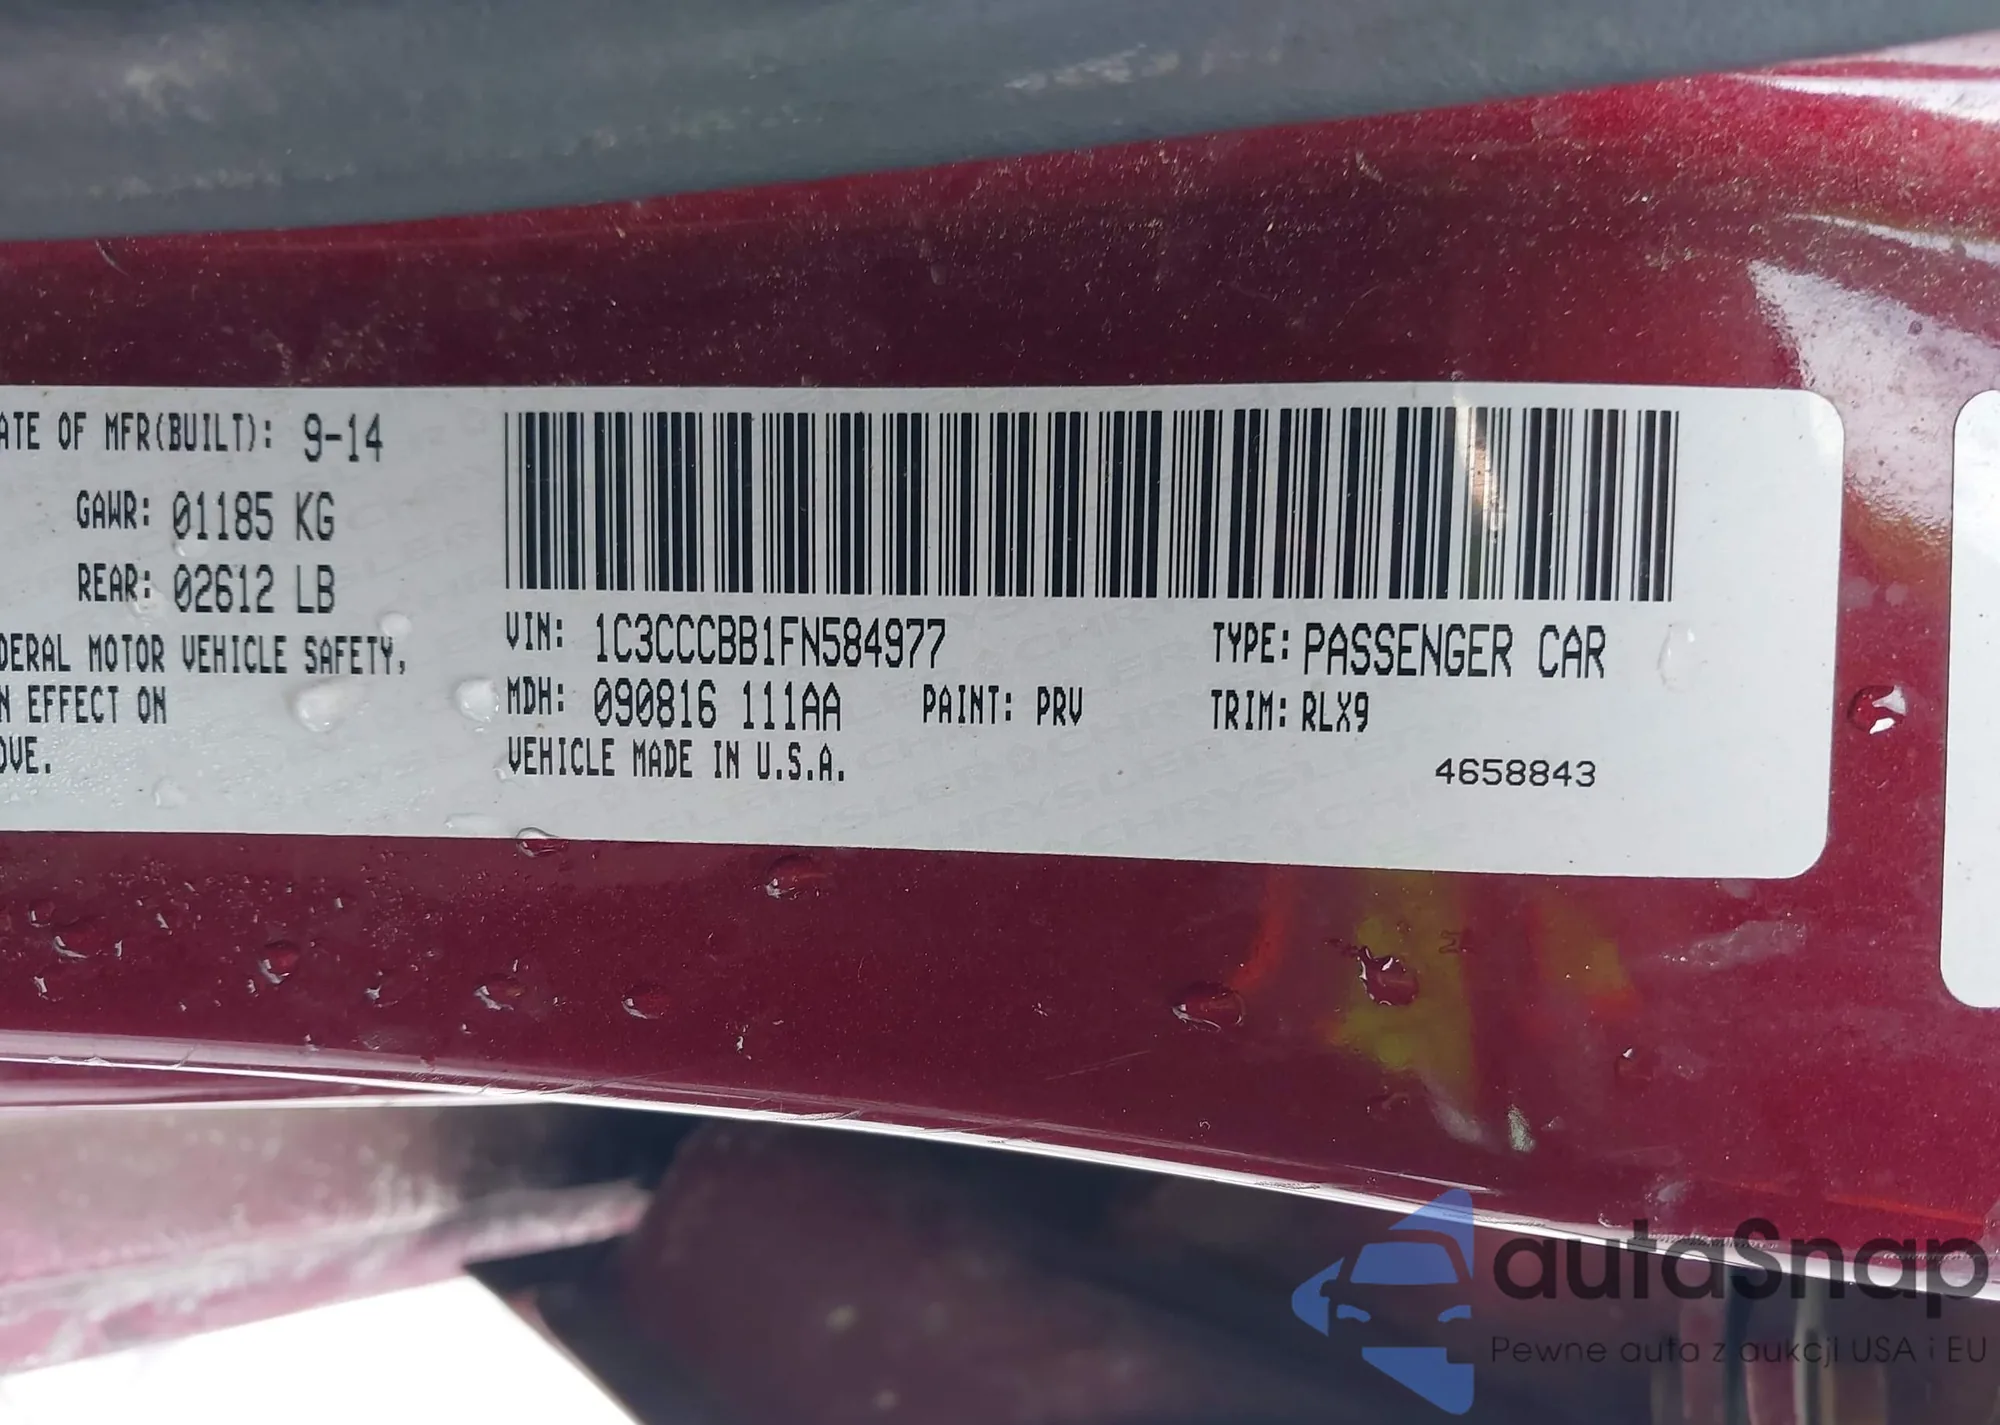 ATE OF MFR(BUILT): 9-14
GAWR: 01185 KG
REAR: 02612 LB
DERAL MOTOR VEHICLE SAFETY,
N EFFECT ON
OVE.
VIN: 1C3CCCBB1FN584977
TYPE: PASSENGER CAR
MDH: 090816 111AA
PAINT: PRV
TRIM: RLX9
VEHICLE MADE IN U.S.A.
4658843
autaSnap
Pewne auta z aukcji USA i EU